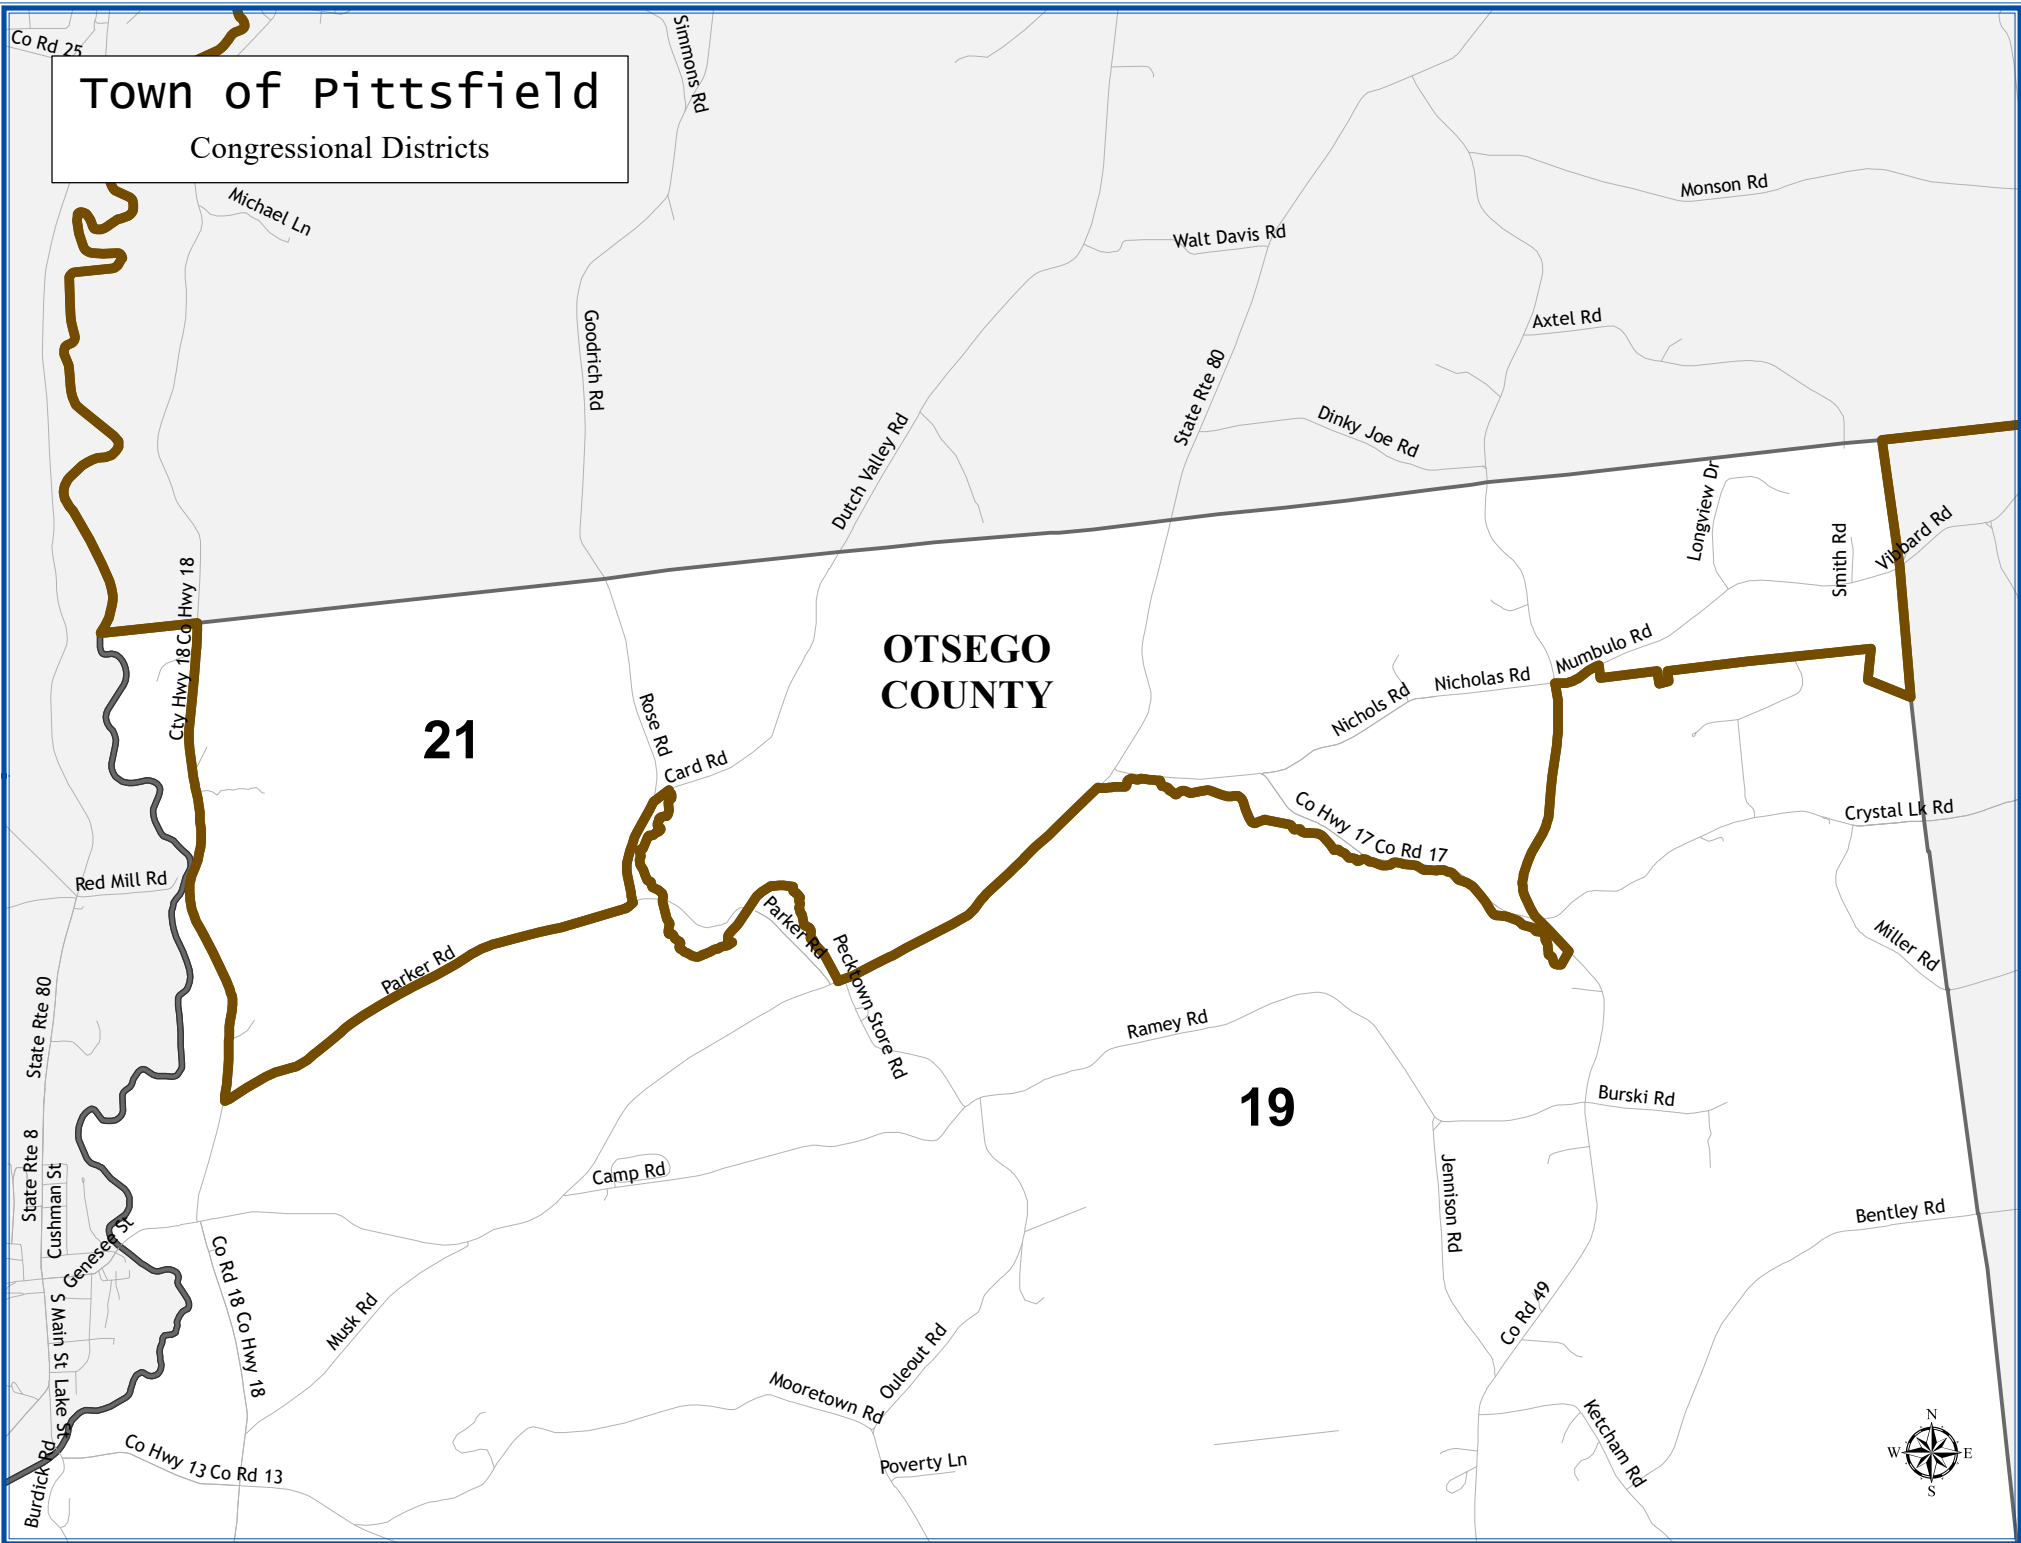 Co Rd 25
Town of Pittsfield
Congressional Districts
Simmons Rd
Michael Ln
Monson Rd
Walt Davis Rd
Goodrich Rd
Axtel Rd
State Rte 80
Dinky Joe Rd
Dutch Valley Rd
Longview Dr
Smith Rd
Vibbard Rd
Cty Hwy 18 Co Hwy 18
OTSEGO
COUNTY
Mumbulo Rd
Nicholas Rd
Nichols Rd
Rose Rd
21
Card Rd
Co Hwy 17 Co Rd 17
Crystal Lk Rd
Red Mill Rd
Parker Rd
Parker Rd
Pecktown Store Rd
Miller Rd
State Rte 80
Ramey Rd
19
Burski Rd
State Rte 8
Cushman St
Camp Rd
Jennison Rd
Bentley Rd
Genesee St
Co Rd 18 Co Hwy 18
S Main St
Lake St
Musk Rd
Co Rd 49
Ouleout Rd
Mooretown Rd
Ketcham Rd
Burdick Rd
Co Hwy 13 Co Rd 13
Poverty Ln
N
W E
S